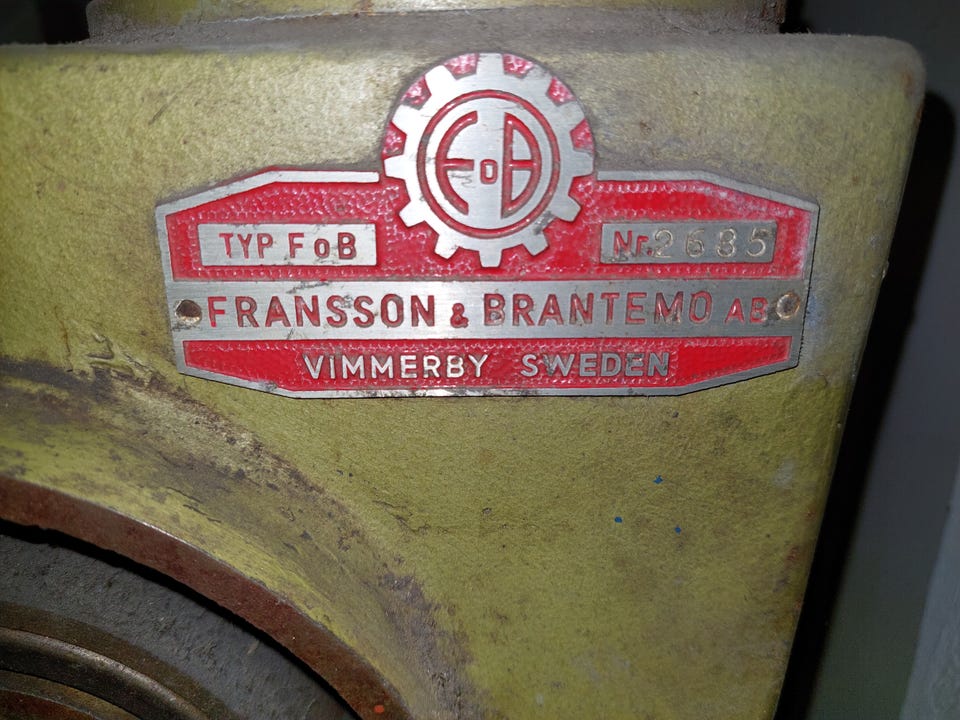 FoB
TYP FoB Nr. 2685
FRANSSON & BRANTEMO AB
VIMMERBY SWEDEN